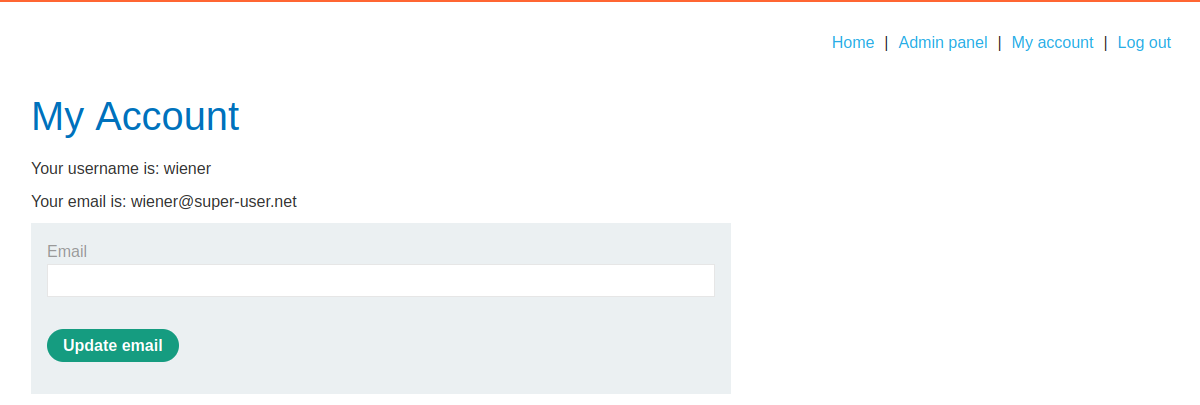 Home | Admin panel | My account | Log out
My Account
Your username is: wiener
Your email is: wiener@super-user.net
Email
Update email